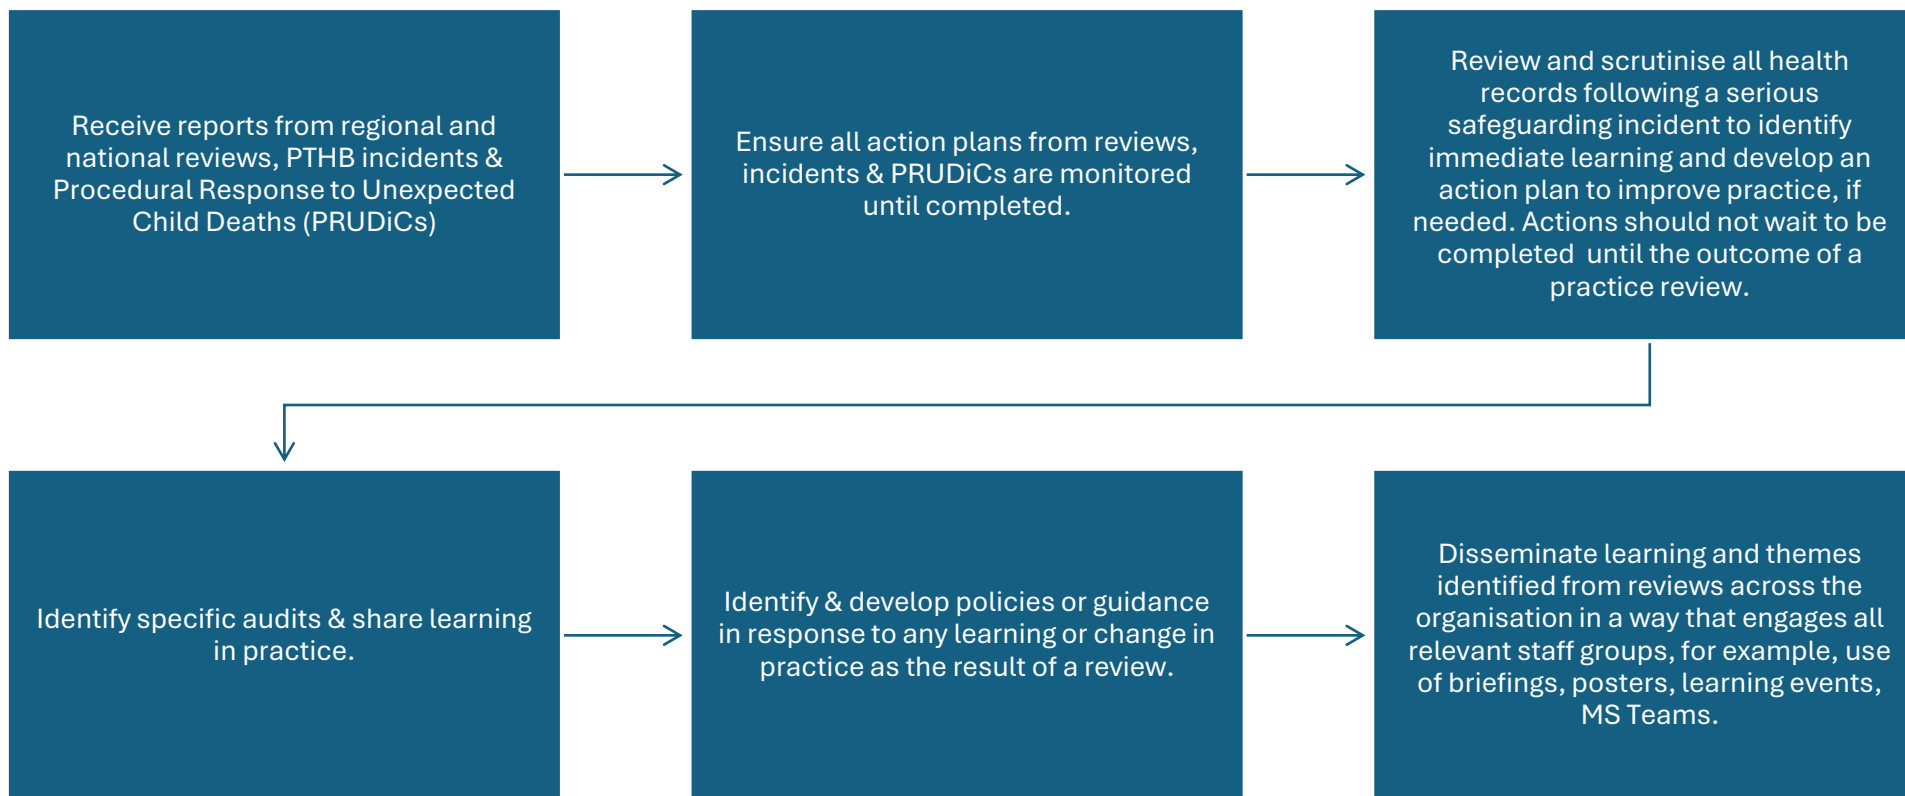 Receive reports from regional and
national reviews, PTHB incidents &
Procedural Response to Unexpected
Child Deaths (PRUDiCs)
Ensure all action plans from reviews,
incidents & PRUDiCs are monitored
until completed.
Review and scrutinise all health
records following a serious
safeguarding incident to identify
immediate learning and develop an
action plan to improve practice, if
needed. Actions should not wait to be
completed  until the outcome of a
practice review.
Identify specific audits & share learning
in practice.
Identify & develop policies or guidance
in response to any learning or change in
practice as the result of a review.
Disseminate learning and themes
identified from reviews across the
organisation in a way that engages all
relevant staff groups, for example, use
of briefings, posters, learning events,
MS Teams.